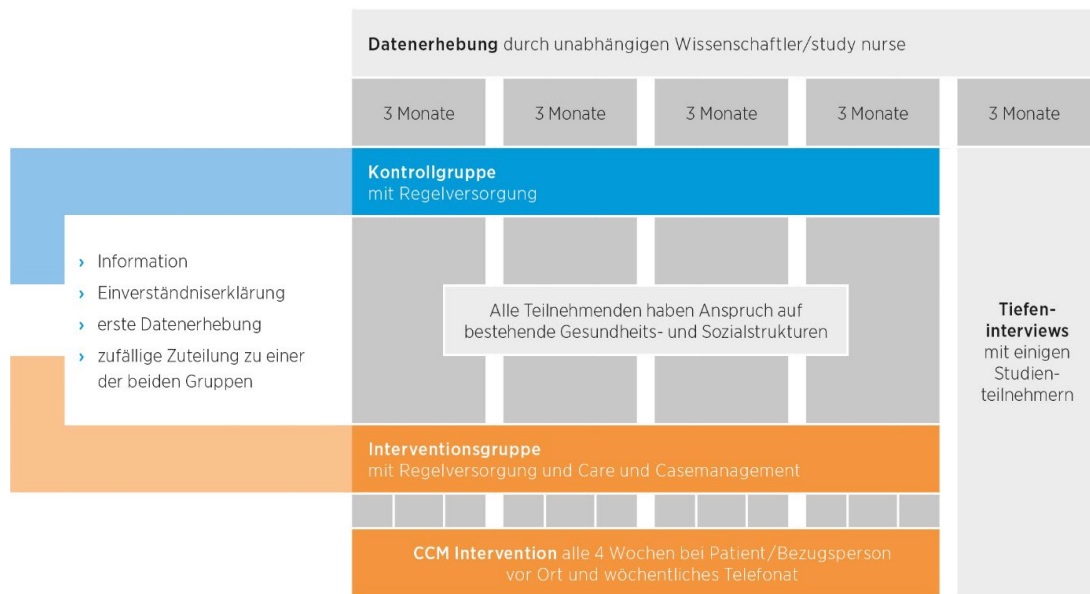 Datenerhebung durch unabhängigen Wissenschaftler/study nurse
3 Monate
3 Monate
3 Monate
3 Monate
3 Monate
Kontrollgruppe
mit Regelversorgung
› Information
› Einverständniserklärung
› erste Datenerhebung
› zufällige Zuteilung zu einer
der beiden Gruppen
Alle Teilnehmenden haben Anspruch auf
bestehende Gesundheits- und Sozialstrukturen
Tiefen-
interviews
mit einigen
Studien-
teilnehmern
Interventionsgruppe
mit Regelversorgung und Care und Casemanagement
CCM Intervention alle 4 Wochen bei Patient/Bezugsperson
vor Ort und wöchentliches Telefonat